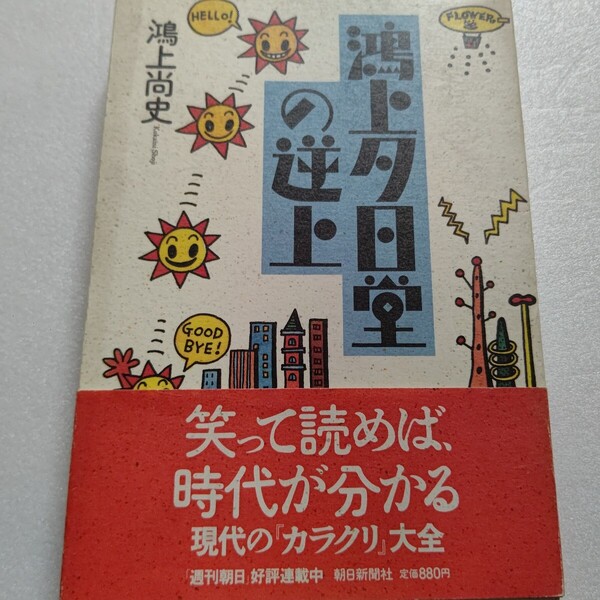 HELLO!
FLOWER
鴻上尚史
Kokami Shoji
鴻上夕日堂
の逆上
GOOD
BYE!
笑って読めば、
時代が分かる
現代の『カラクリ』大全
「週刊朝日」好評連載中 朝日新聞社 定価880円